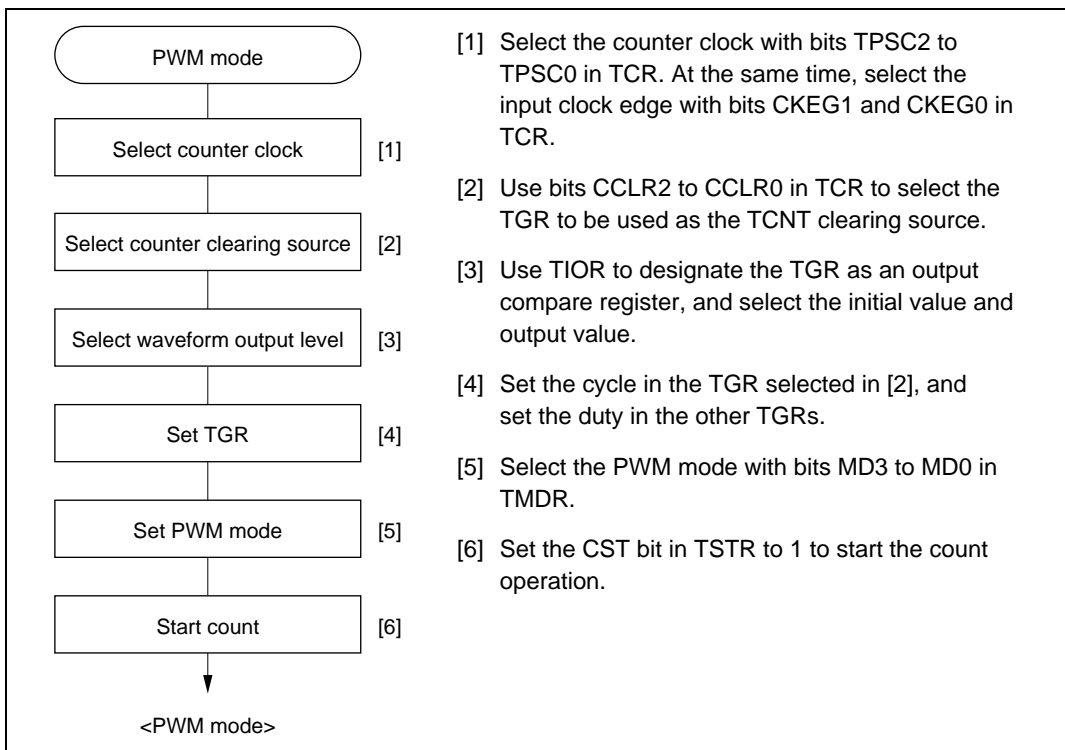 PWM mode
Select counter clock [1]
Select counter clearing source [2]
Select waveform output level [3]
Set TGR [4]
Set PWM mode [5]
Start count [6]
<PWM mode>
[1] Select the counter clock with bits TPSC2 to
TPSC0 in TCR. At the same time, select the
input clock edge with bits CKEG1 and CKEG0 in
TCR.
[2] Use bits CCLR2 to CCLR0 in TCR to select the
TGR to be used as the TCNT clearing source.
[3] Use TIOR to designate the TGR as an output
compare register, and select the initial value and
output value.
[4] Set the cycle in the TGR selected in [2], and
set the duty in the other TGRs.
[5] Select the PWM mode with bits MD3 to MD0 in
TMDR.
[6] Set the CST bit in TSTR to 1 to start the count
operation.